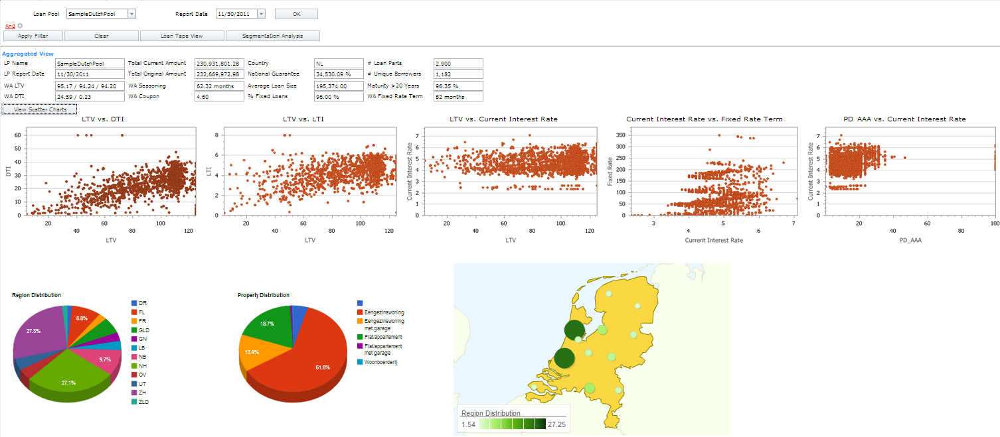 Loan Pool SampleDutchPool Report Date 11/30/2011 OK
And
Apply Filter Clear Loan Tape View Segmentation Analysis
Aggregated View
LP Name SampleDutchPool Total Current Amount 230,931,801.28 Country NL # Loan Parts 2,900
LP Report Date 11/30/2011 Total Original Amount 232,669,972.98 National Guarantee 34,530.09 % # Unique Borrowers 1,182
WA LTV 95.17 / 94.24 / 94.20 WA Seasoning 62.32 months Average Loan Size 195,374.00 Maturity >20 Years 96.35 %
WA DTI 24.59 / 0.23 WA Coupon 4.60 % Fixed Loans 96.00 % WA Fixed Rate Term 82 months
View Scatter Charts
LTV vs. DTI
60
50
40
30
20
10
0
DTI
20 40 60 80 100 120
LTV
LTV vs. LTI
8
6
4
2
0
LTI
20 40 60 80 100 120
LTV
LTV vs. Current Interest Rate
7
6
5
4
3
2
1
0
Current Interest Rate
20 40 60 80 100 120
LTV
Current Interest Rate vs. Fixed Rate Term
350
300
250
200
150
100
50
0
Fixed Rate
3 4 5 6 7
Current Interest Rate
PD_AAA vs. Current Interest Rate
7
6
5
4
3
2
1
0
Current Interest Rate
20 40 60 80 100
PD_AAA
Region Distribution
8.8%
9.7%
27.1%
27.3%
DR
FL
FR
GLD
GN
LB
NB
NH
OV
UT
ZH
ZLD
Property Distribution
18.7%
13.9%
61.8%
Eengezinswoning
Eengezinswoning
met garage
Flat/appartement
Flat/appartement
met garage
Woonboerderij
Region Distribution
1.54 27.25